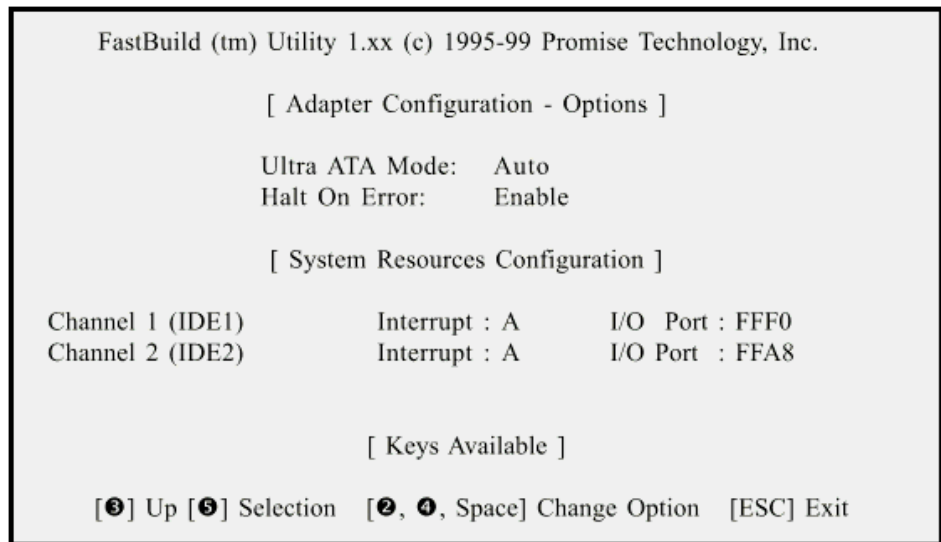 FastBuild (tm) Utility 1.xx (c) 1995-99 Promise Technology, Inc.
[ Adapter Configuration - Options ]
Ultra ATA Mode: Auto
Halt On Error: Enable
[ System Resources Configuration ]
Channel 1 (IDE1) Interrupt : A I/O Port : FFF0
Channel 2 (IDE2) Interrupt : A I/O Port : FFA8
[ Keys Available ]
[❸] Up [❺] Selection [❷, ❹, Space] Change Option [ESC] Exit